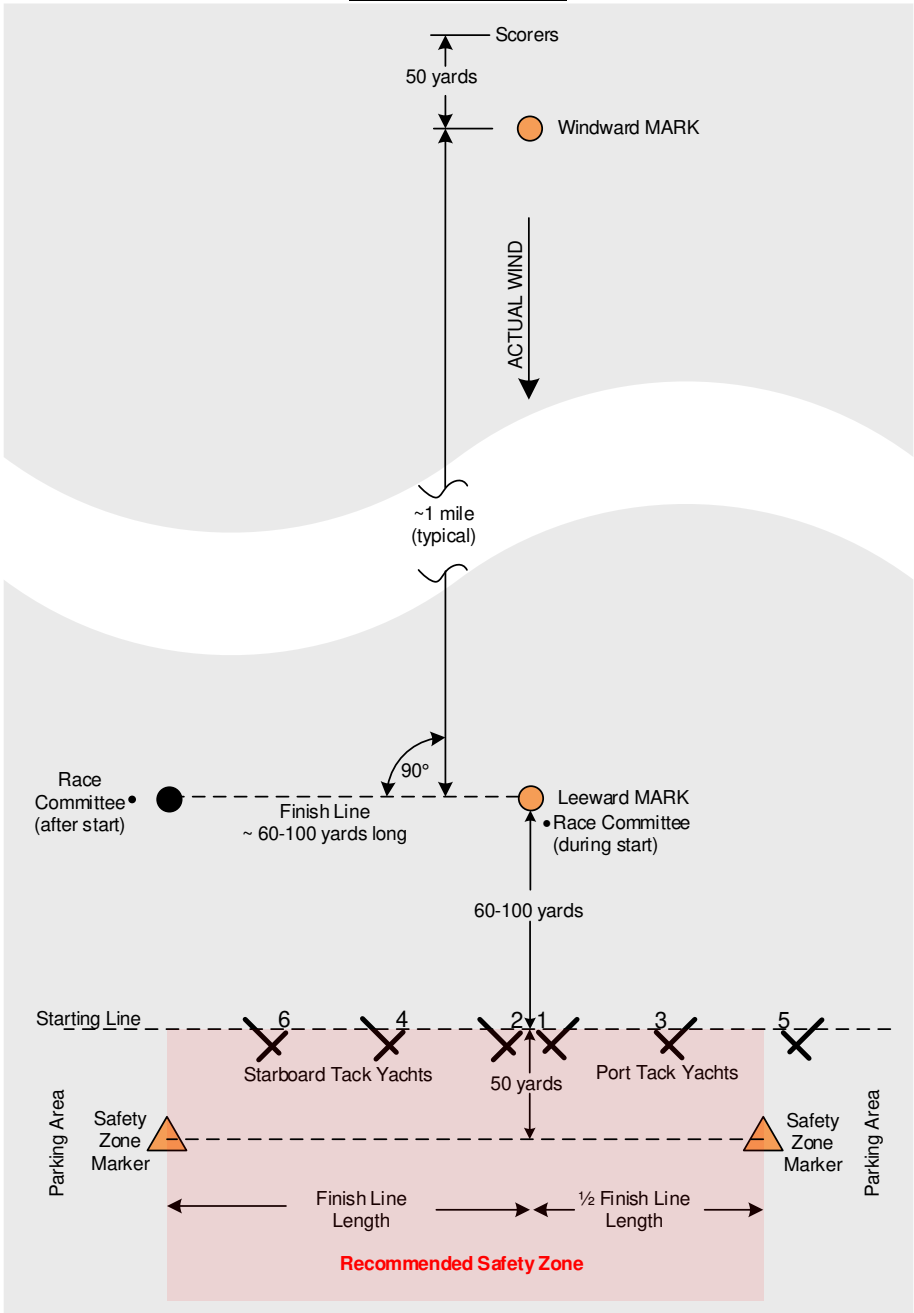 Scorers
50 yards
Windward MARK
ACTUAL WIND
~1 mile
(typical)
90°
Race
Committee
(after start)
Finish Line
~ 60-100 yards long
Leeward MARK
Race Committee
(during start)
60-100 yards
Starting Line
6
4
2
1
3
5
Starboard Tack Yachts
50 yards
Port Tack Yachts
Parking Area
Safety
Zone
Marker
Safety
Zone
Marker
Parking Area
Finish Line
Length
½ Finish Line
Length
Recommended Safety Zone